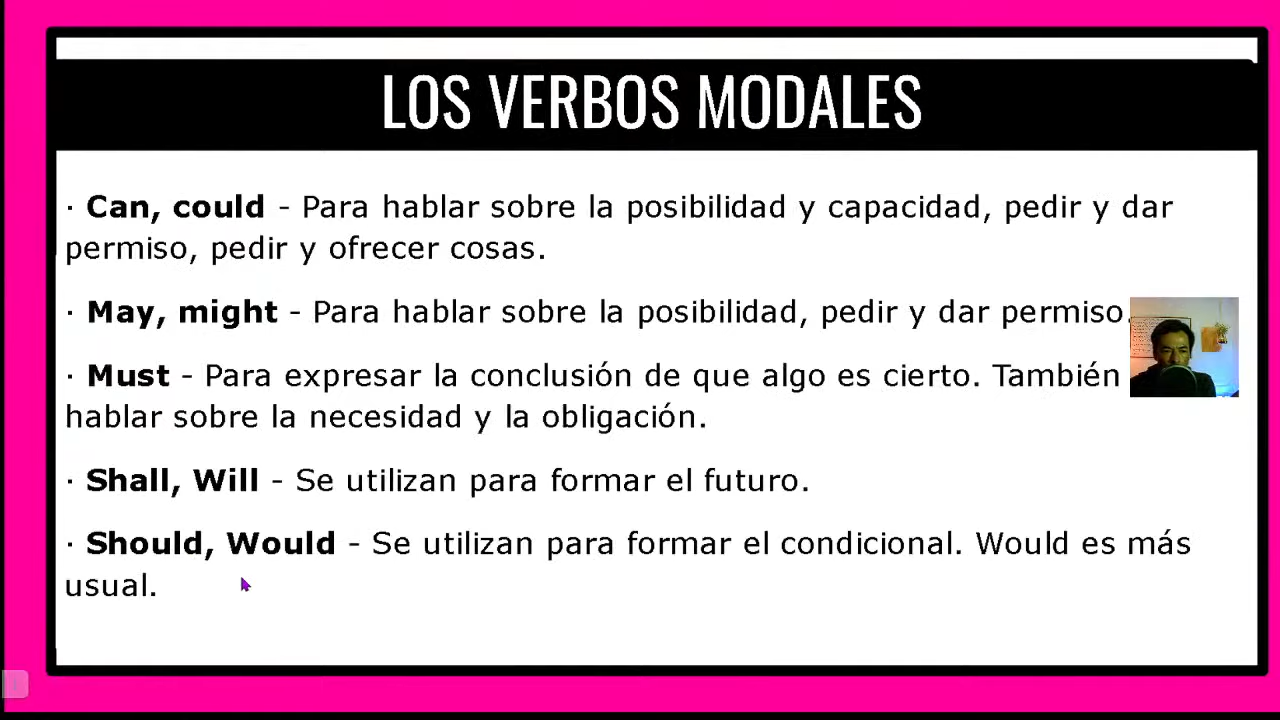 LOS VERBOS MODALES
· Can, could - Para hablar sobre la posibilidad y capacidad, pedir y dar
permiso, pedir y ofrecer cosas.
· May, might - Para hablar sobre la posibilidad, pedir y dar permiso.
· Must - Para expresar la conclusión de que algo es cierto. También
hablar sobre la necesidad y la obligación.
· Shall, Will - Se utilizan para formar el futuro.
· Should, Would - Se utilizan para formar el condicional. Would es más
usual.